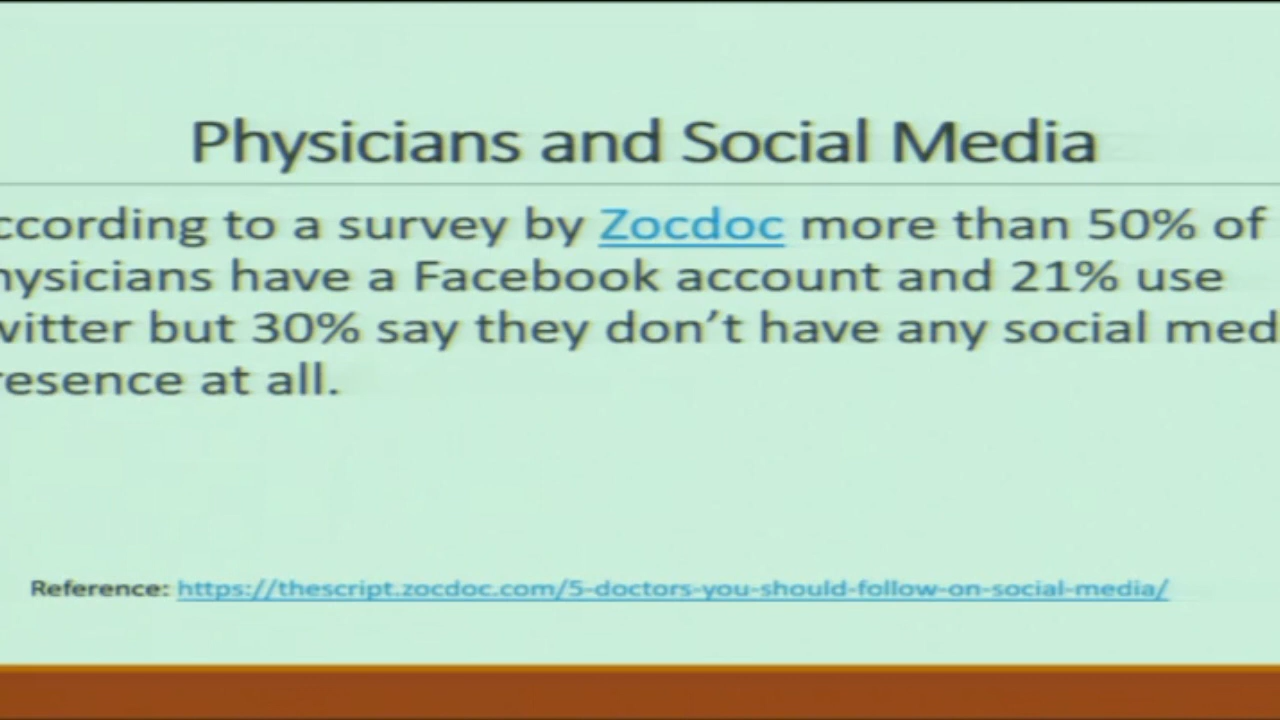 Physicians and Social Media
ccording to a survey by Zocdoc more than 50% of
hysicians have a Facebook account and 21% use
witter but 30% say they don't have any social med
resence at all.
Reference: https://thescript.zocdoc.com/5-doctors-you-should-follow-on-social-media/